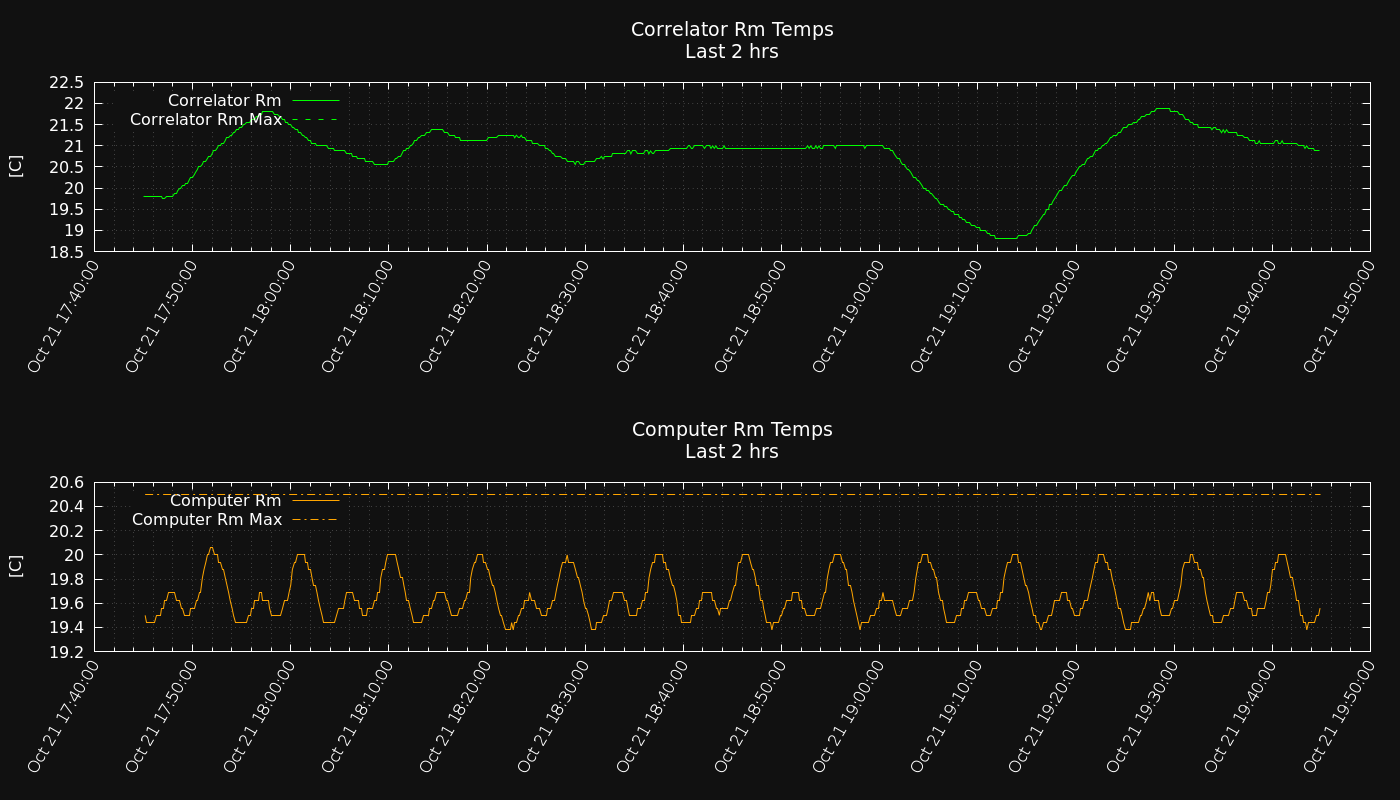 Correlator Rm Temps
Last 2 hrs
22.5
22
21.5
21
20.5
20
19.5
19
18.5
[C]
Correlator Rm
Correlator Rm Max
Oct 21 17:40:00
Oct 21 17:50:00
Oct 21 18:00:00
Oct 21 18:10:00
Oct 21 18:20:00
Oct 21 18:30:00
Oct 21 18:40:00
Oct 21 18:50:00
Oct 21 19:00:00
Oct 21 19:10:00
Oct 21 19:20:00
Oct 21 19:30:00
Oct 21 19:40:00
Oct 21 19:50:00
Computer Rm Temps
Last 2 hrs
20.6
20.4
20.2
20
19.8
19.6
19.4
19.2
[C]
Computer Rm
Computer Rm Max
Oct 21 17:40:00
Oct 21 17:50:00
Oct 21 18:00:00
Oct 21 18:10:00
Oct 21 18:20:00
Oct 21 18:30:00
Oct 21 18:40:00
Oct 21 18:50:00
Oct 21 19:00:00
Oct 21 19:10:00
Oct 21 19:20:00
Oct 21 19:30:00
Oct 21 19:40:00
Oct 21 19:50:00